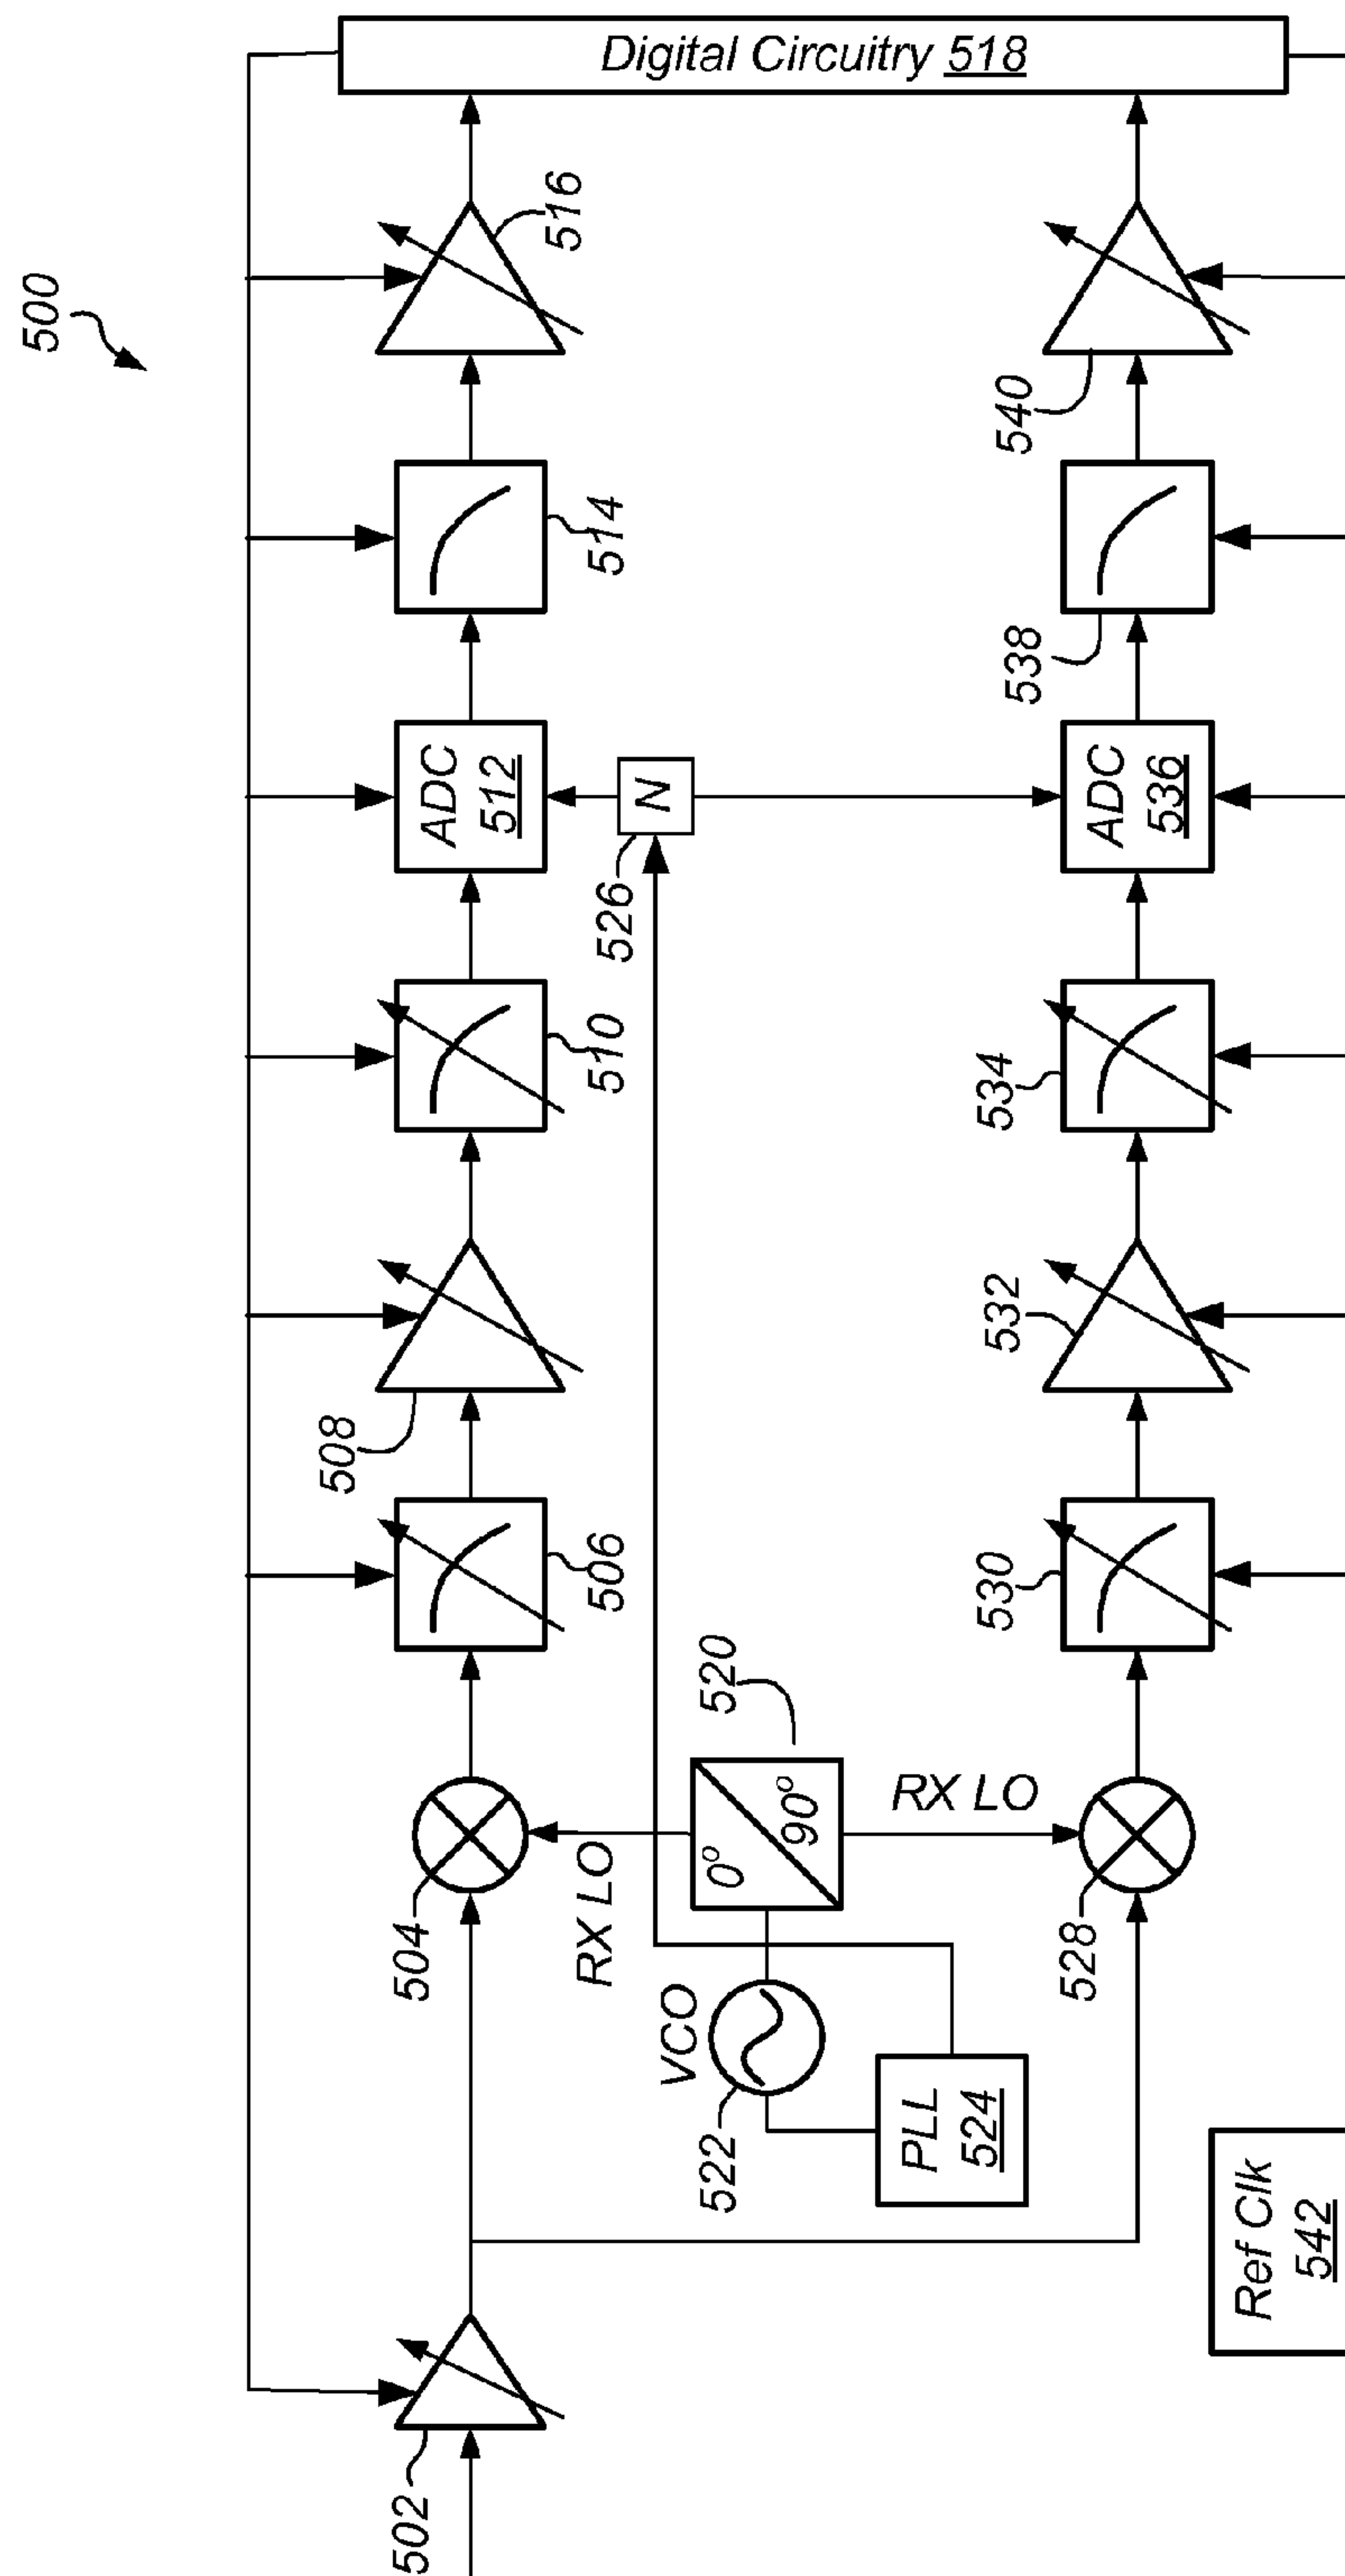 500
Digital Circuitry 518
516
540
514
538
ADC
512
N
526
ADC
536
510
534
508
532
506
530
520
0°
90°
RX LO
RX LO
504
528
VCO
522
PLL
524
Ref Clk
542
502